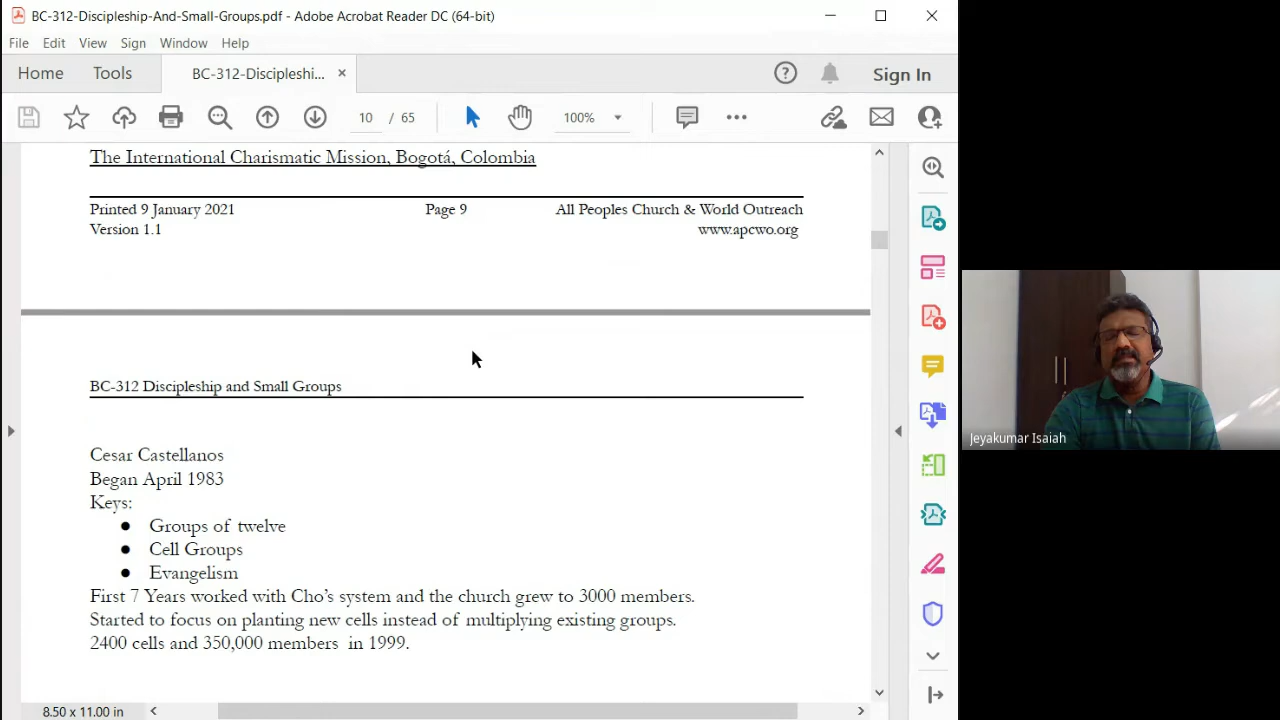 BC-312-Discipleship-And-Small-Groups.pdf - Adobe Acrobat Reader DC (64-bit)
File Edit View Sign Window Help
Home Tools BC-312-Discipleshi... × Sign In
10 / 65 100%
The International Charismatic Mission, Bogotá, Colombia
Printed 9 January 2021 Page 9 All Peoples Church & World Outreach
Version 1.1 www.apcwo.org
BC-312 Discipleship and Small Groups
Cesar Castellanos
Began April 1983
Keys:
● Groups of twelve
● Cell Groups
● Evangelism
First 7 Years worked with Cho's system and the church grew to 3000 members.
Started to focus on planting new cells instead of multiplying existing groups.
2400 cells and 350,000 members in 1999.
8.50 x 11.00 in
Jeyakumar Isaiah